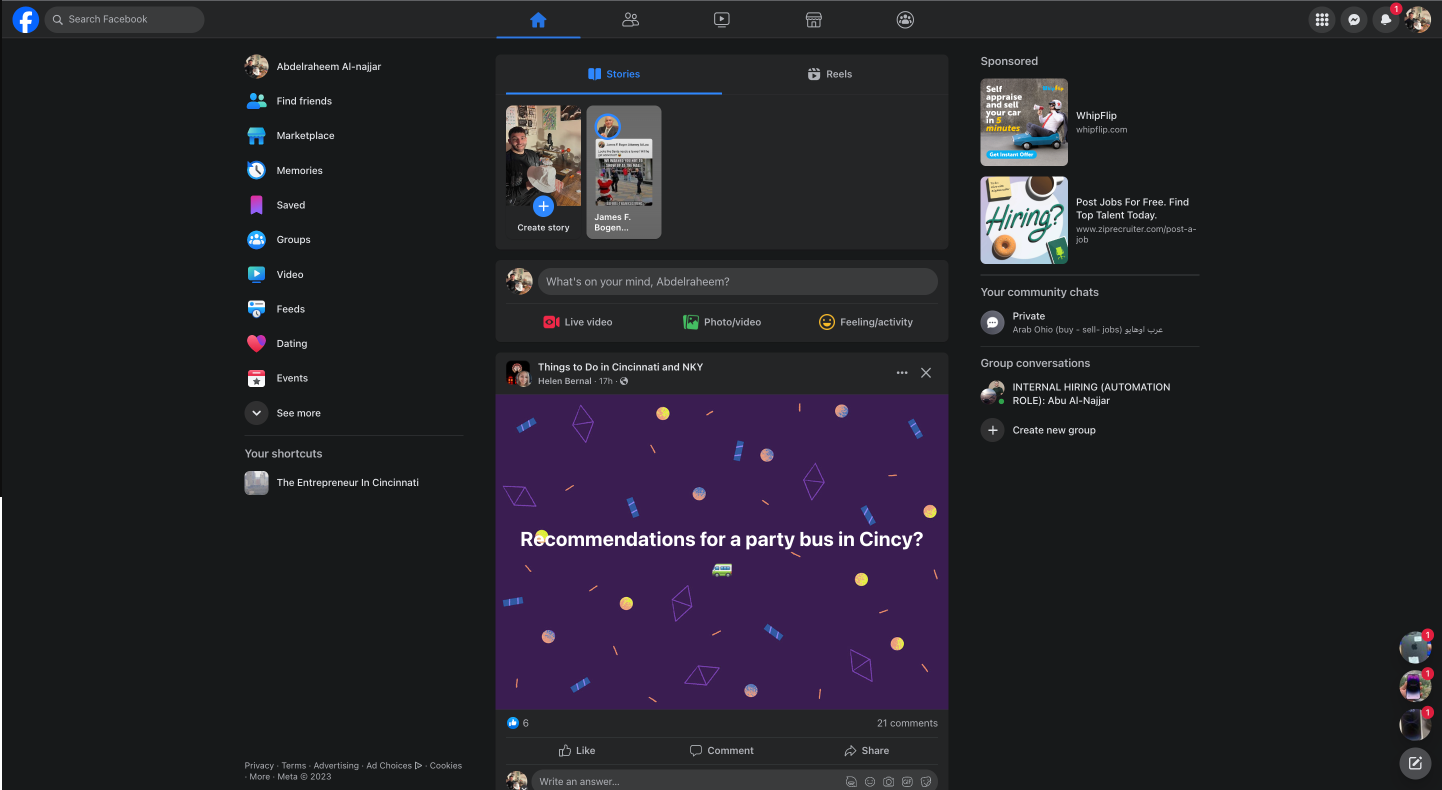 Search Facebook
1
Abdelraheem Al-najjar
Find friends
Marketplace
Memories
Saved
Groups
Video
Feeds
Dating
Events
See more
Your shortcuts
The Entrepreneur In Cincinnati
Privacy · Terms · Advertising · Ad Choices · Cookies
· More · Meta © 2023
Stories
Reels
Create story
James F.
Bogen...
What's on your mind, Abdelraheem?
Live video
Photo/video
Feeling/activity
Things to Do in Cincinnati and NKY
Helen Bernal · 17h ·
Recommendations for a party bus in Cincy?
6
21 comments
Like
Comment
Share
Write an answer...
GIF
Sponsored
Self
appraise
and sell
your car
in 5
minutes
Get Instant Offer
WhipFlip
whipflip.com
Hiring?
Post Jobs For Free. Find
Top Talent Today.
www.ziprecruiter.com/post-a-
job
Your community chats
Private
Arab Ohio (buy - sell- jobs) عرب اوهايو
Group conversations
INTERNAL HIRING (AUTOMATION
ROLE): Abu Al-Najjar
Create new group
1
1
1